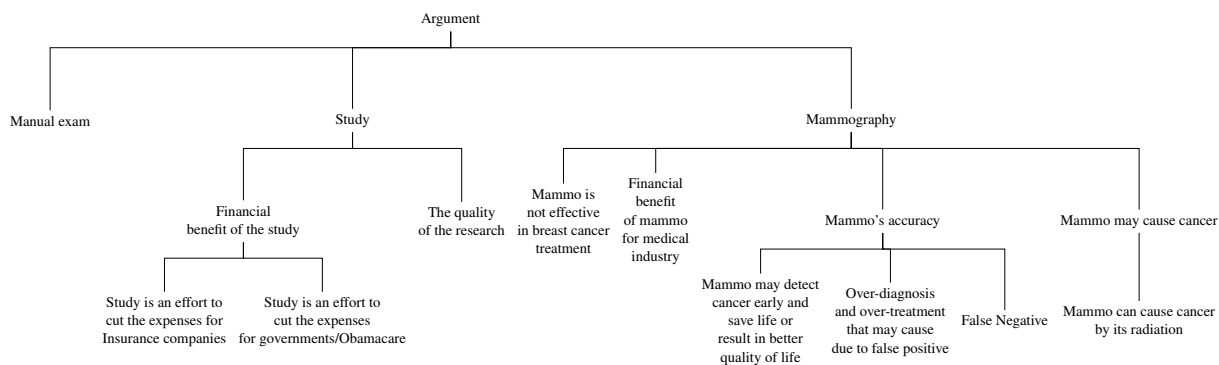 Argument
Manual exam
Study
Mammography
Financial
benefit of the study
The quality
of the research
Mammo is
not effective
in breast cancer
treatment
Financial
benefit
of mammo
for medical
industry
Mammo's accuracy
Mammo may cause cancer
Study is an effort to
cut the expenses for
Insurance companies
Study is an effort to
cut the expenses
for governments/Obamacare
Mammo may detect
cancer early and
save life or
result in better
quality of life
Over-diagnosis
and over-treatment
that may cause
due to false positive
False Negative
Mammo can cause cancer
by its radiation